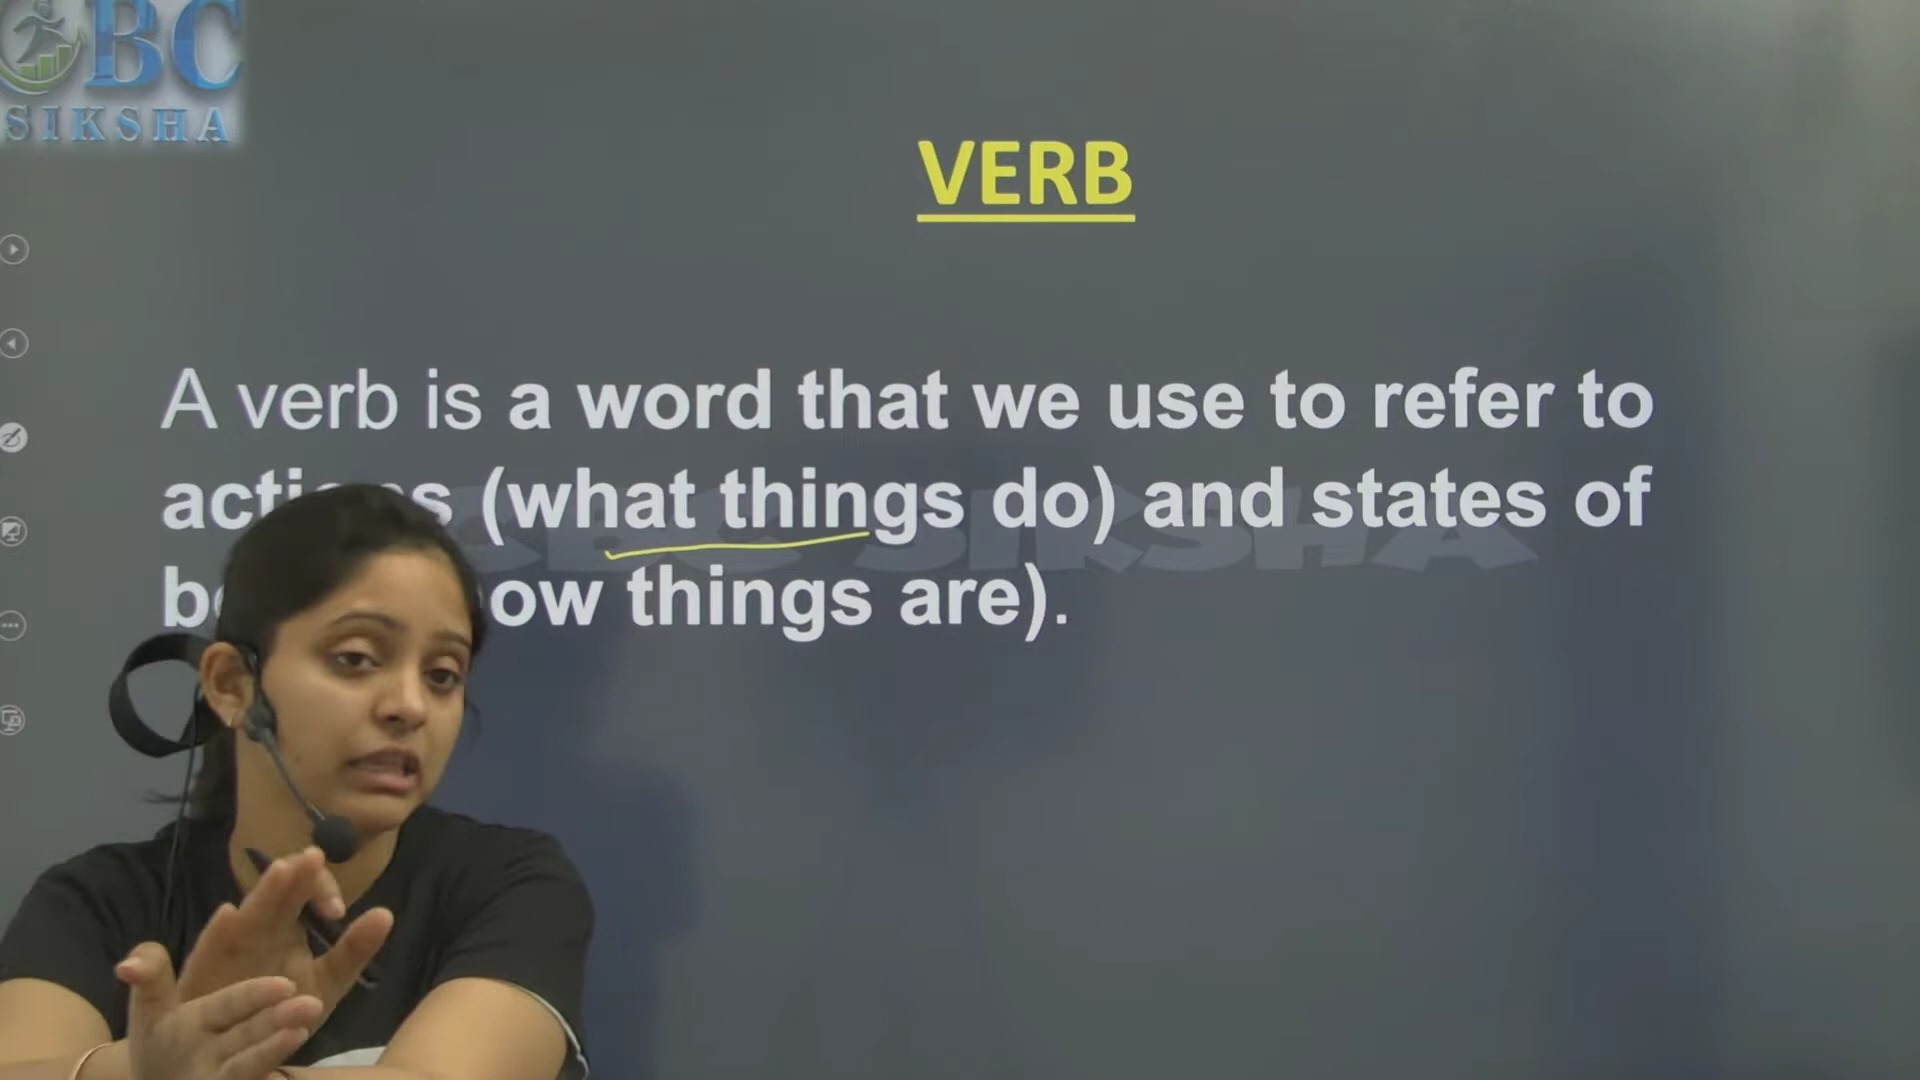 BC
SIKSHA
VERB
A verb is a word that we use to refer to
(what things do) and states of
things are).
SIKSHA